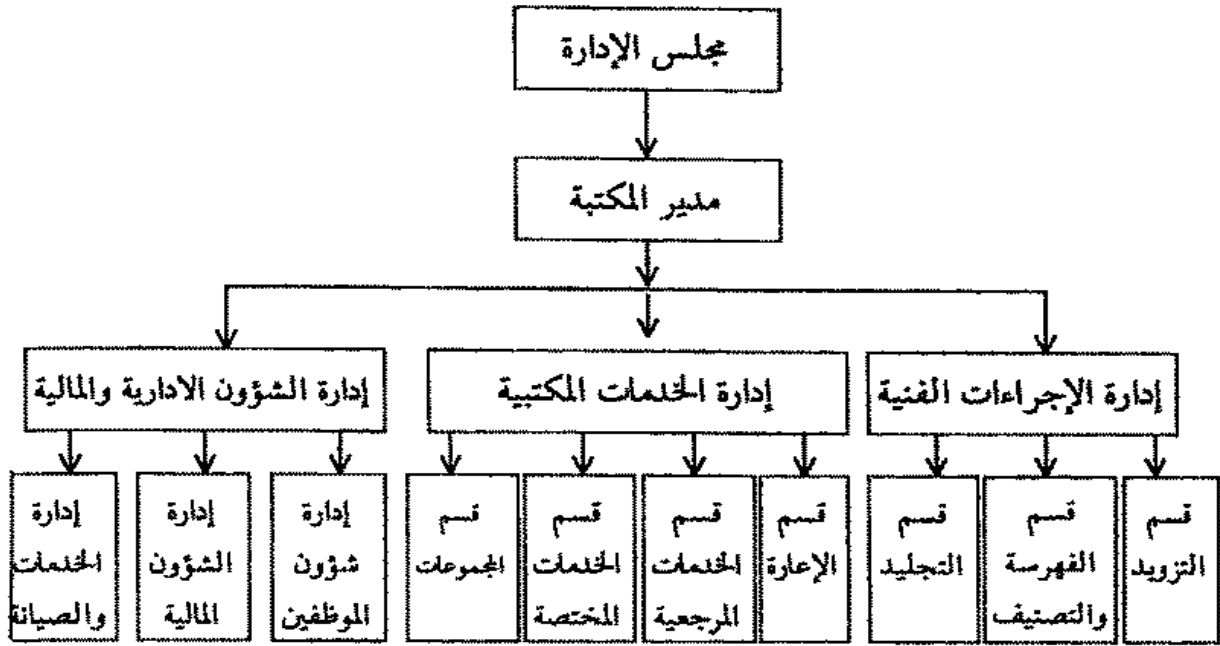 مجلس الإدارة
مدير المكتبة
إدارة الإجراءات الفنية
إدارة الخدمات المكتبية
إدارة الشؤون الادارية والمالية
قسم
التزويد
قسم
الفهرسة
والتصنيف
قسم
التجليد
قسم
الإعارة
قسم
الخدمات
المرجعية
قسم
الخدمات
المختصة
قسم
المجموعات
إدارة
شؤون
الموظفين
إدارة
الشؤون
المالية
إدارة
الخدمات
والصيانة